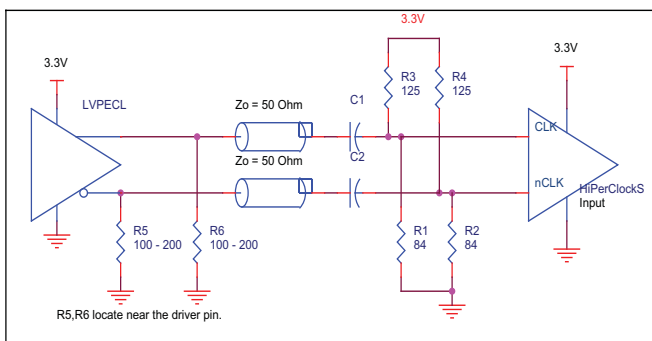 3.3V
3.3V
3.3V
R3
125
R4
125
LVPECL
Zo = 50 Ohm
C1
CLK
Zo = 50 Ohm
C2
nCLK
HiPerClockS
Input
R5
100 - 200
R6
100 - 200
R1
84
R2
84
R5,R6 locate near the driver pin.